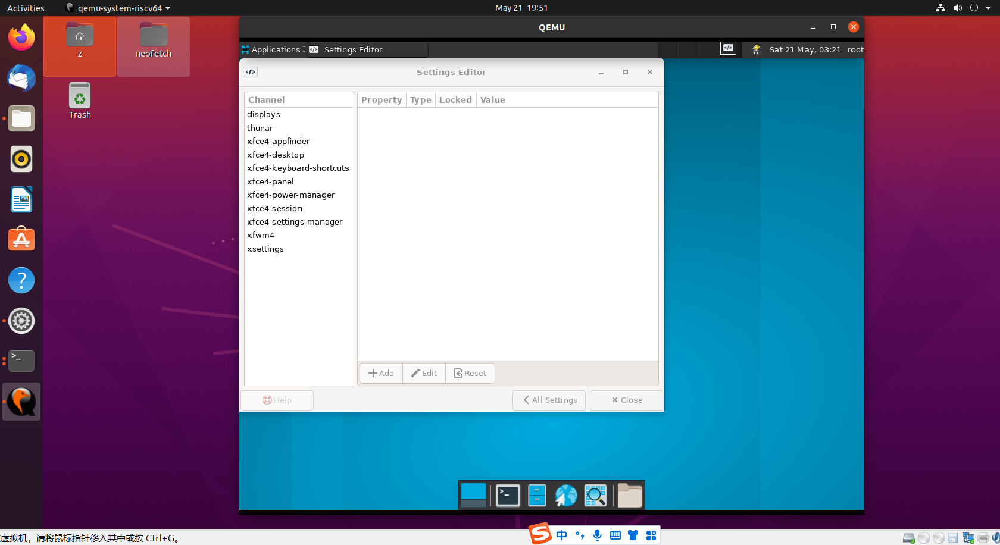 Activities
qemu-system-riscv64
May 21 19:51
z
neofetch
Trash
QEMU
Applications
Settings Editor
Sat 21 May, 03:21
root
Settings Editor
Channel
displays
thunar
xfce4-appfinder
xfce4-desktop
xfce4-keyboard-shortcuts
xfce4-panel
xfce4-power-manager
xfce4-session
xfce4-settings-manager
xfwm4
xsettings
Property Type Locked Value
Add Edit Reset
Help
All Settings
Close
中
虚拟机，请将鼠标指针移入其中或按 Ctrl+G。